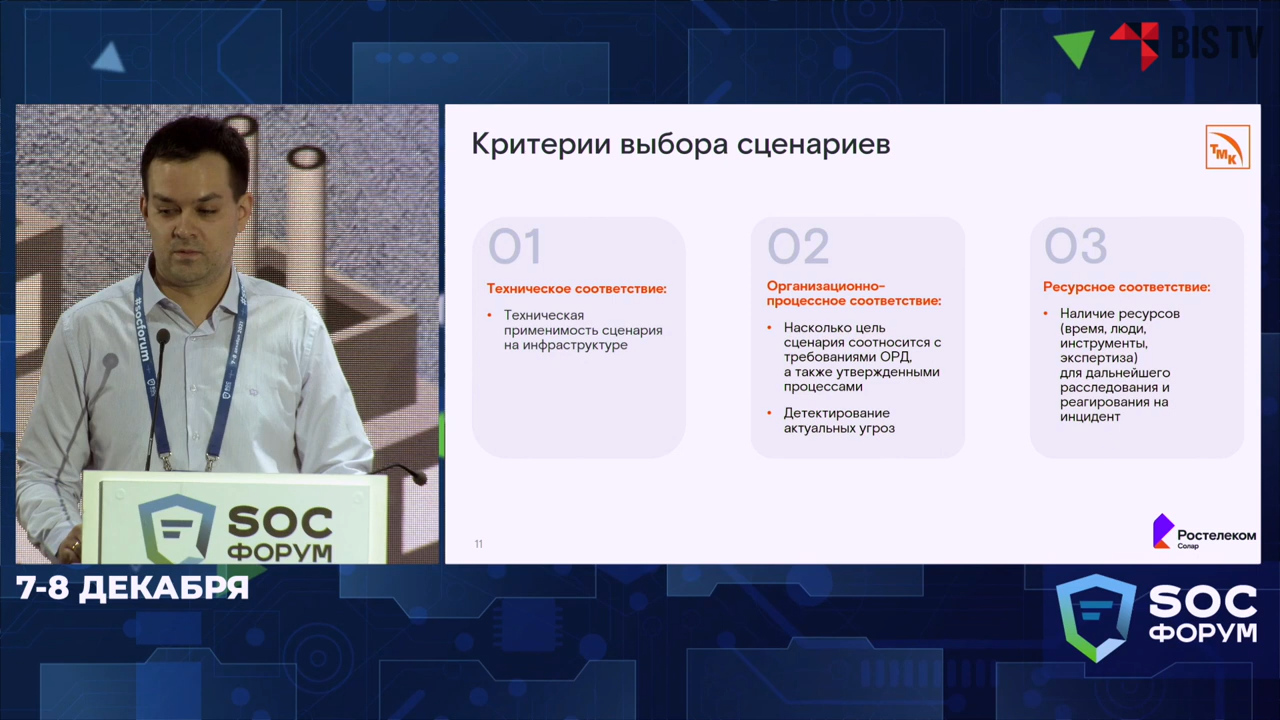 BIS TV
Критерии выбора сценариев
ТМК
01
Техническое соответствие:
• Техническая
применимость сценария
на инфраструктуре
02
Организационно-
процессное соответствие:
• Насколько цель
сценария соотносится с
требованиями ОРД,
а также утвержденными
процессами
• Детектирование
актуальных угроз
03
Ресурсное соответствие:
• Наличие ресурсов
(время, люди,
инструменты,
экспертиза)
для дальнейшего
расследования и
реагирования на
инцидент
11
Ростелеком
Солар
#socforum
SOC
ФОРУМ
7-8 ДЕКАБРЯ
SOC
ФОРУМ